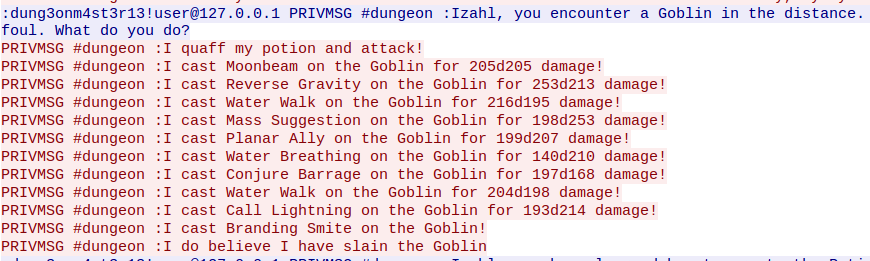 :dung3onm4st3r13!user@127.0.0.1 PRIVMSG #dungeon :Izahl, you encounter a Goblin in the distance.
foul. What do you do?
PRIVMSG #dungeon :I quaff my potion and attack!
PRIVMSG #dungeon :I cast Moonbeam on the Goblin for 205d205 damage!
PRIVMSG #dungeon :I cast Reverse Gravity on the Goblin for 253d213 damage!
PRIVMSG #dungeon :I cast Water Walk on the Goblin for 216d195 damage!
PRIVMSG #dungeon :I cast Mass Suggestion on the Goblin for 198d253 damage!
PRIVMSG #dungeon :I cast Planar Ally on the Goblin for 199d207 damage!
PRIVMSG #dungeon :I cast Water Breathing on the Goblin for 140d210 damage!
PRIVMSG #dungeon :I cast Conjure Barrage on the Goblin for 197d168 damage!
PRIVMSG #dungeon :I cast Water Walk on the Goblin for 204d198 damage!
PRIVMSG #dungeon :I cast Call Lightning on the Goblin for 193d214 damage!
PRIVMSG #dungeon :I cast Branding Smite on the Goblin!
PRIVMSG #dungeon :I do believe I have slain the Goblin